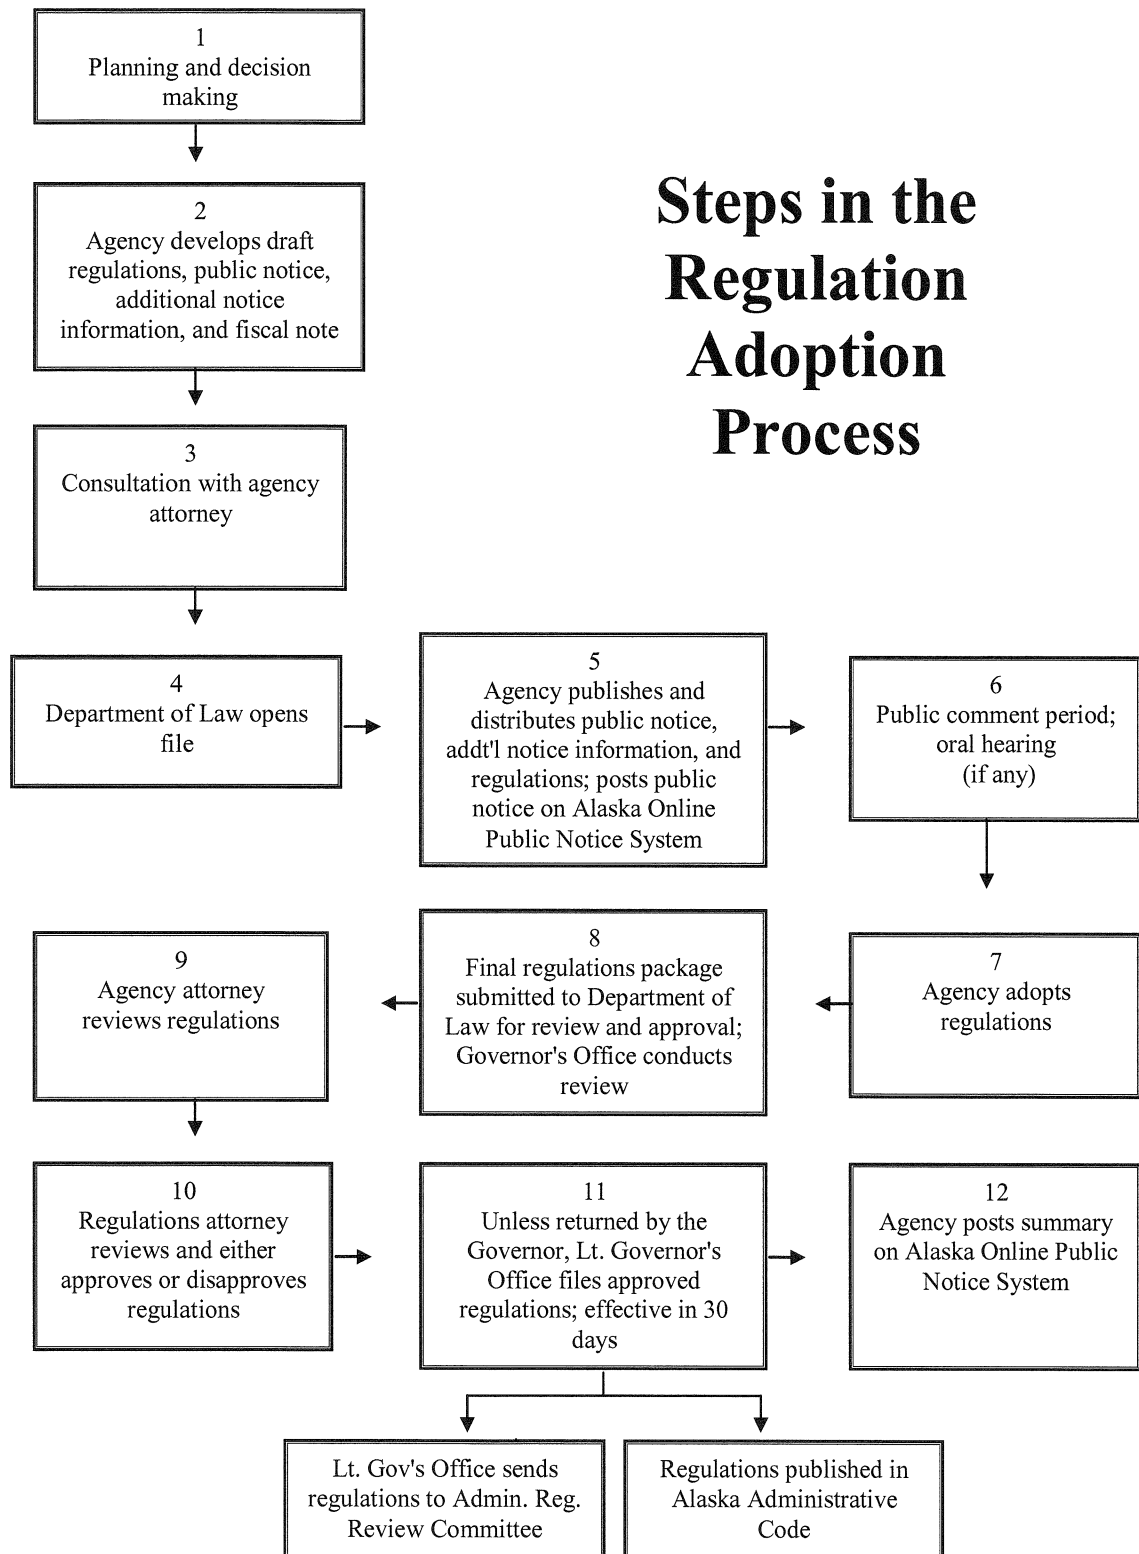 1
Planning and decision
making
Steps in the
Regulation
Adoption
Process
2
Agency develops draft
regulations, public notice,
additional notice
information, and fiscal note
3
Consultation with agency
attorney
4
Department of Law opens
file
5
Agency publishes and
distributes public notice,
addt'l notice information, and
regulations; posts public
notice on Alaska Online
Public Notice System
6
Public comment period;
oral hearing
(if any)
7
Agency adopts
regulations
8
Final regulations package
submitted to Department of
Law for review and approval;
Governor's Office conducts
review
9
Agency attorney
reviews regulations
10
Regulations attorney
reviews and either
approves or disapproves
regulations
11
Unless returned by the
Governor, Lt. Governor's
Office files approved
regulations; effective in 30
days
12
Agency posts summary
on Alaska Online Public
Notice System
Lt. Gov's Office sends
regulations to Admin. Reg.
Review Committee
Regulations published in
Alaska Administrative
Code